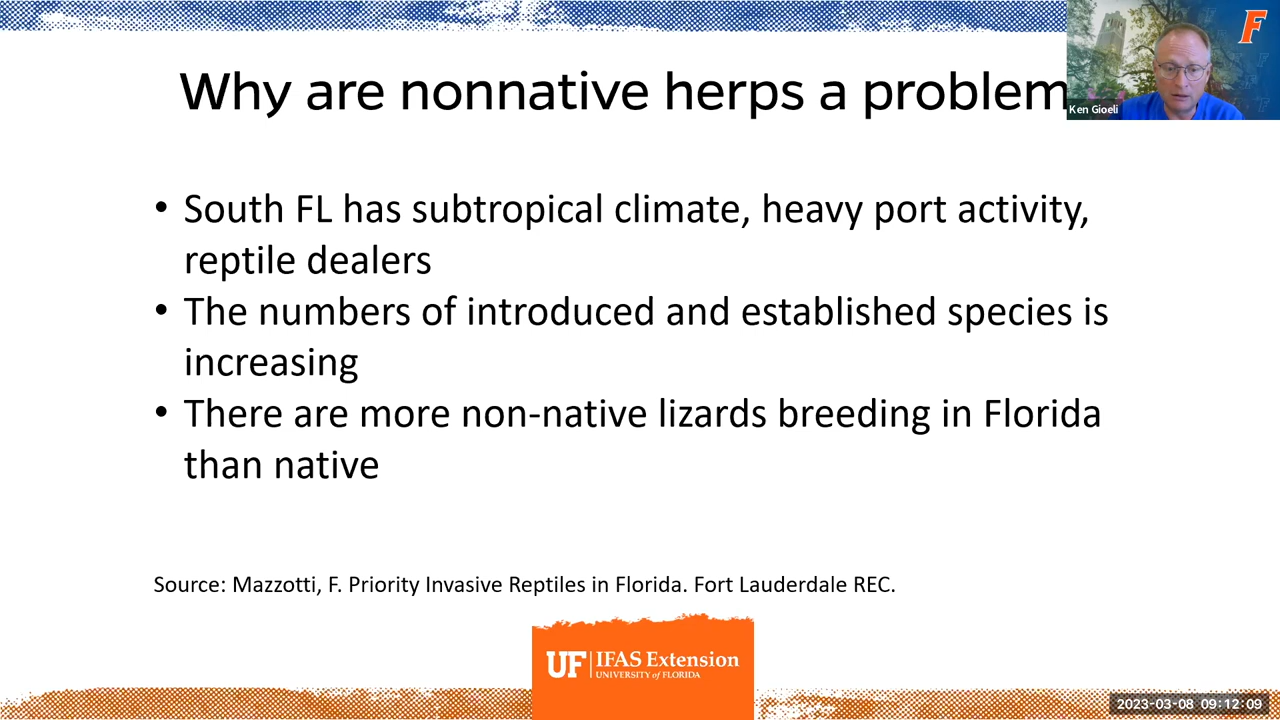 Why are nonnative herps a problem
F
Ken Gioeli
• South FL has subtropical climate, heavy port activity,
reptile dealers
• The numbers of introduced and established species is
increasing
• There are more non-native lizards breeding in Florida
than native
Source: Mazzotti, F. Priority Invasive Reptiles in Florida. Fort Lauderdale REC.
UF IFAS Extension
UNIVERSITY of FLORIDA
2023-03-08 09:12:09